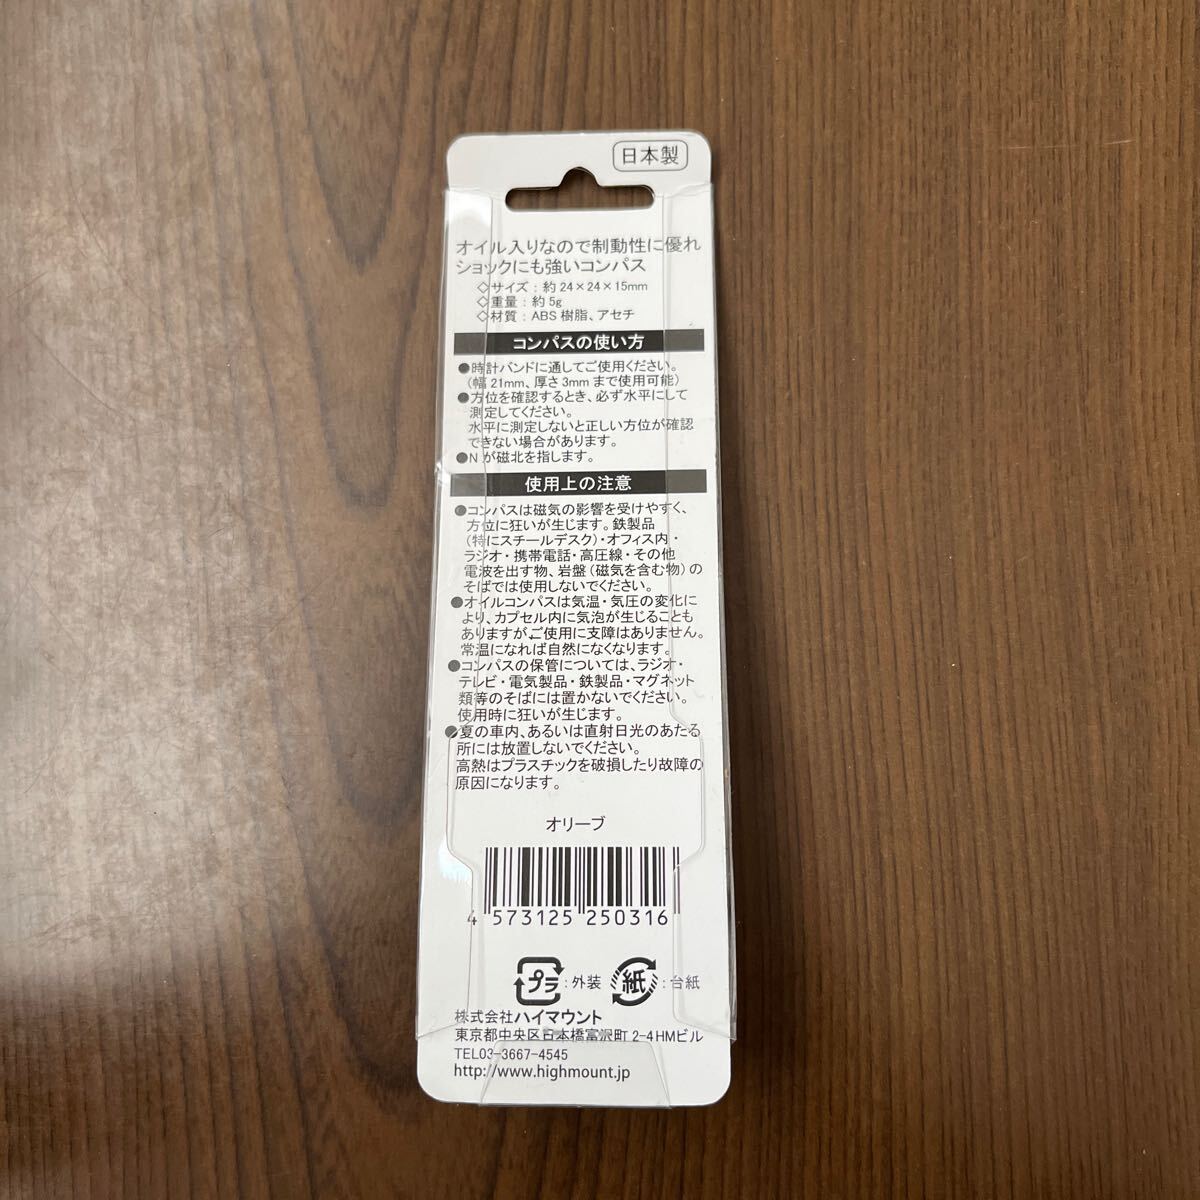 日本製
オイル入りなので制動性に優れ
ショックにも強いコンパス
◇サイズ：約24×24×15mm
◇重量：約5g
◇材質：ABS樹脂、アセチ
コンパスの使い方
●時計バンドに通してご使用ください。
（幅21mm、厚さ3mmまで使用可能）
●方位を確認するとき、必ず水平にして
測定してください。
水平に測定しないと正しい方位が確認
できない場合があります。
●Nが磁北を指します。
使用上の注意
●コンパスは磁気の影響を受けやすく、
方位に狂いが生じます。鉄製品
（特にスチールデスク）・オフィス内・
ラジオ・携帯電話・高圧線・その他
電波を出す物、岩盤（磁気を含む物）の
そばでは使用しないでください。
●オイルコンパスは気温・気圧の変化に
より、カプセル内に気泡が生じることも
ありますが、ご使用に支障はありません。
常温になれば自然になくなります。
●コンパスの保管については、ラジオ・
テレビ・電気製品・鉄製品・マグネット
類等のそばには置かないでください。
使用時に狂いが生じます。
●夏の車内、あるいは直射日光のあたる
所には放置しないでください。
高熱はプラスチックを破損したり故障の
原因になります。
オリーブ
4 573125 250316
プラ：外装 紙：台紙
株式会社ハイマウント
東京都中央区日本橋富沢町 2-4 HMビル
TEL03-3667-4545
http://www.highmount.jp